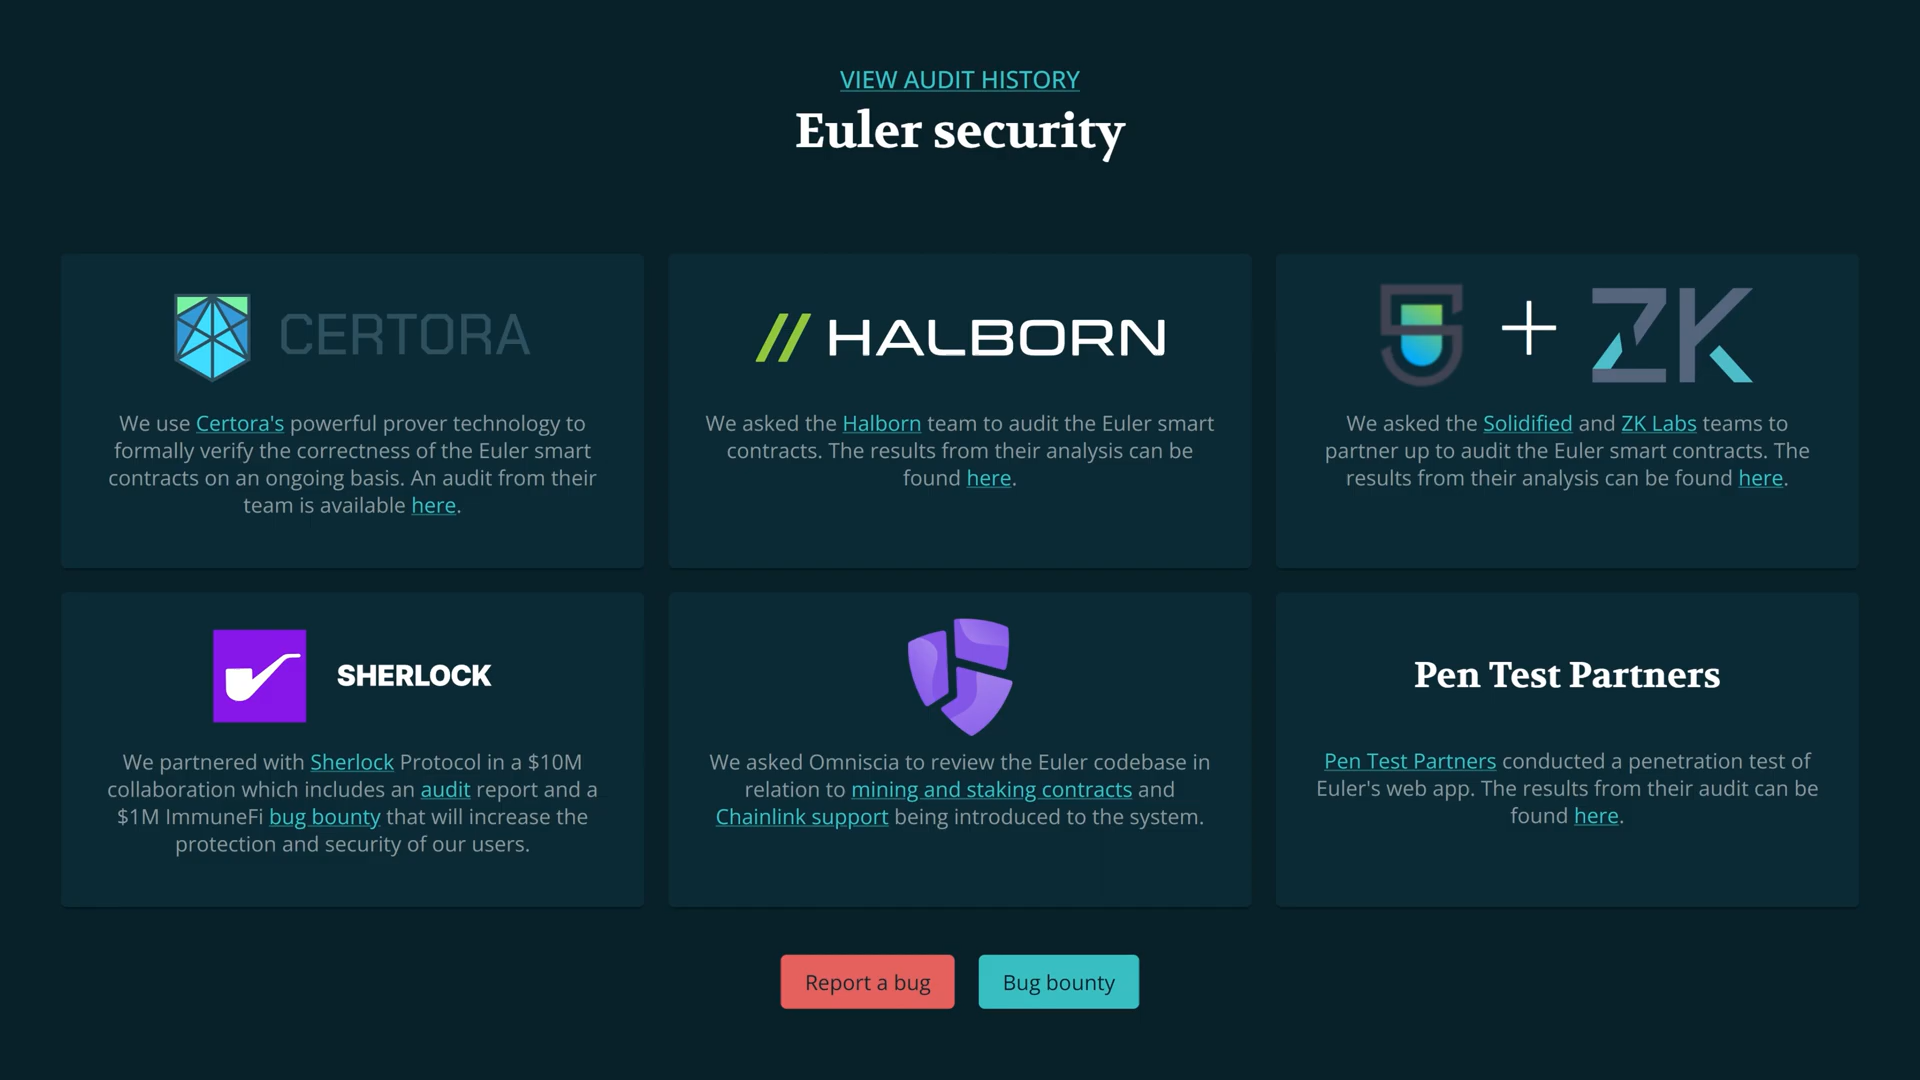 VIEW AUDIT HISTORY
Euler security
CERTORA
We use Certora's powerful prover technology to
formally verify the correctness of the Euler smart
contracts on an ongoing basis. An audit from their
team is available here.
HALBORN
We asked the Halborn team to audit the Euler smart
contracts. The results from their analysis can be
found here.
+ ZK
We asked the Solidified and ZK Labs teams to
partner up to audit the Euler smart contracts. The
results from their analysis can be found here.
SHERLOCK
We partnered with Sherlock Protocol in a $10M
collaboration which includes an audit report and a
$1M ImmuneFi bug bounty that will increase the
protection and security of our users.
We asked Omniscia to review the Euler codebase in
relation to mining and staking contracts and
Chainlink support being introduced to the system.
Pen Test Partners
Pen Test Partners conducted a penetration test of
Euler's web app. The results from their audit can be
found here.
Report a bug
Bug bounty